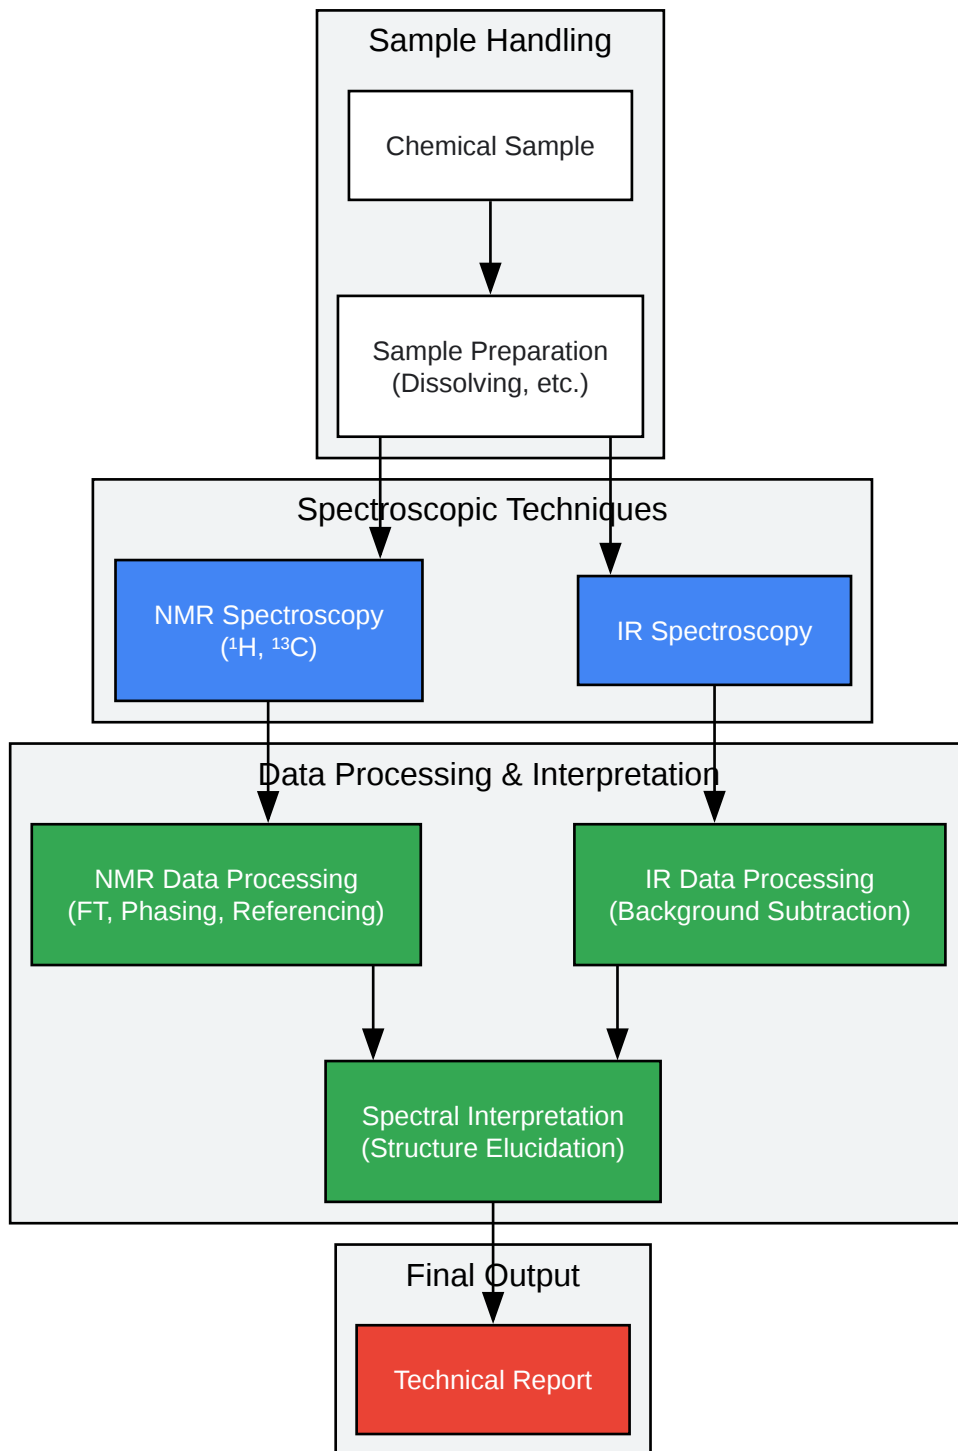 Sample Handling
Chemical Sample
Sample Preparation
(Dissolving, etc.)
Spectroscopic Techniques
NMR Spectroscopy
(¹H, ¹³C)
IR Spectroscopy
Data Processing & Interpretation
NMR Data Processing
(FT, Phasing, Referencing)
IR Data Processing
(Background Subtraction)
Spectral Interpretation
(Structure Elucidation)
Final Output
Technical Report